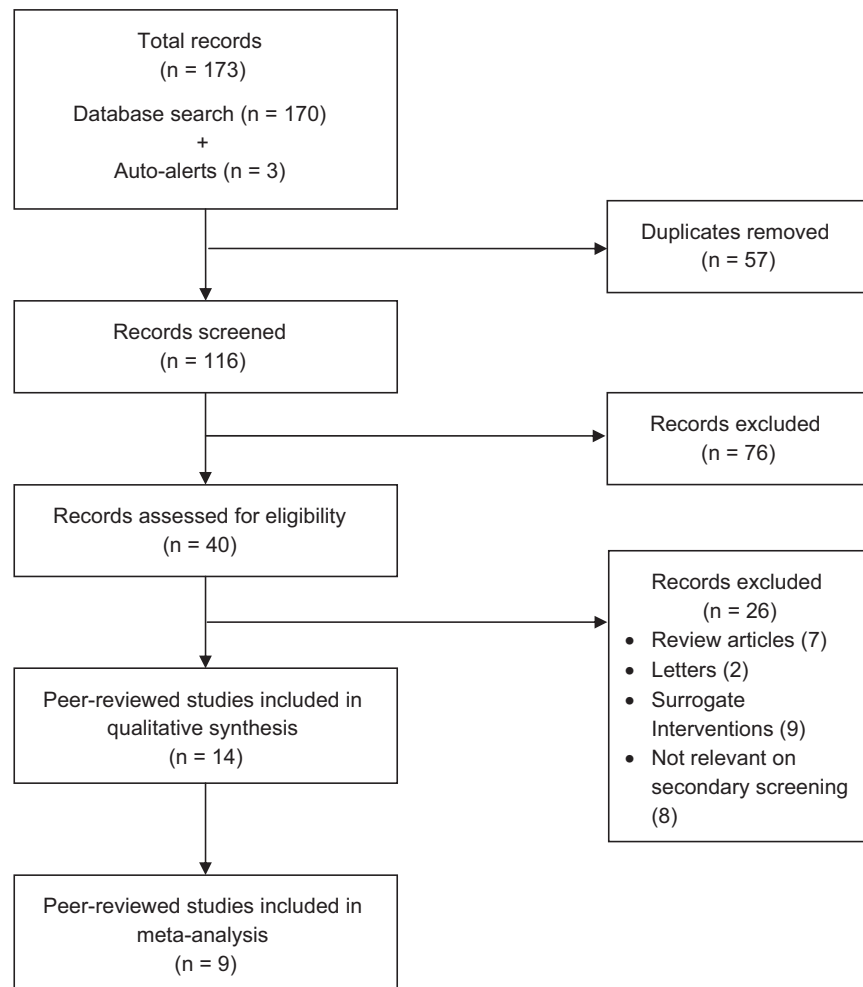 Total records
(n = 173)
Database search (n = 170)
+
Auto-alerts (n = 3)
Duplicates removed
(n = 57)
Records screened
(n = 116)
Records excluded
(n = 76)
Records assessed for eligibility
(n = 40)
Records excluded
(n = 26)
• Review articles (7)
• Letters (2)
• Surrogate
Interventions (9)
• Not relevant on
secondary screening
(8)
Peer-reviewed studies included in
qualitative synthesis
(n = 14)
Peer-reviewed studies included in
meta-analysis
(n = 9)